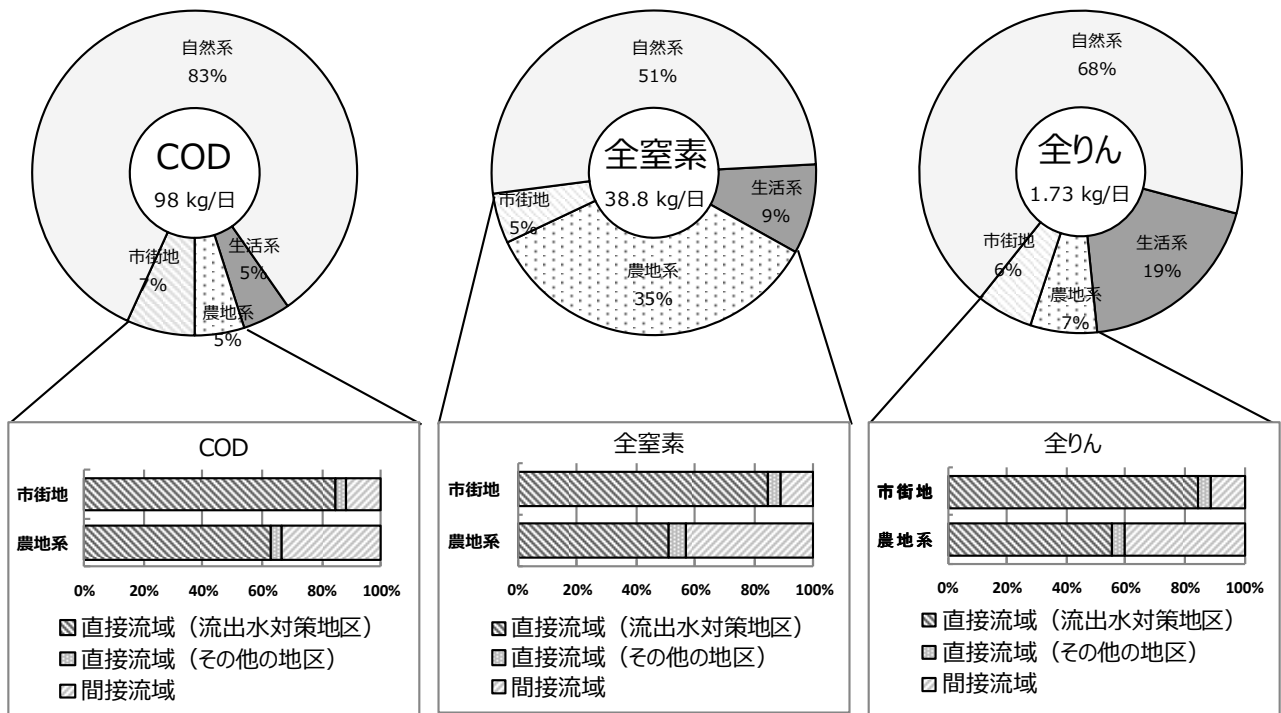 自然系
83%
COD
98 kg/日
市街地
7%
生活系
5%
農地系
5%
自然系
51%
全窒素
38.8 kg/日
市街地
5%
生活系
9%
農地系
35%
自然系
68%
全りん
1.73 kg/日
市街地
6%
生活系
19%
農地系
7%
COD
市街地
農地系
0% 20% 40% 60% 80% 100%
直接流域（流出水対策地区）
直接流域（その他の地区）
間接流域
全窒素
市街地
農地系
0% 20% 40% 60% 80% 100%
直接流域（流出水対策地区）
直接流域（その他の地区）
間接流域
全りん
市街地
農地系
0% 20% 40% 60% 80% 100%
直接流域（流出水対策地区）
直接流域（その他の地区）
間接流域